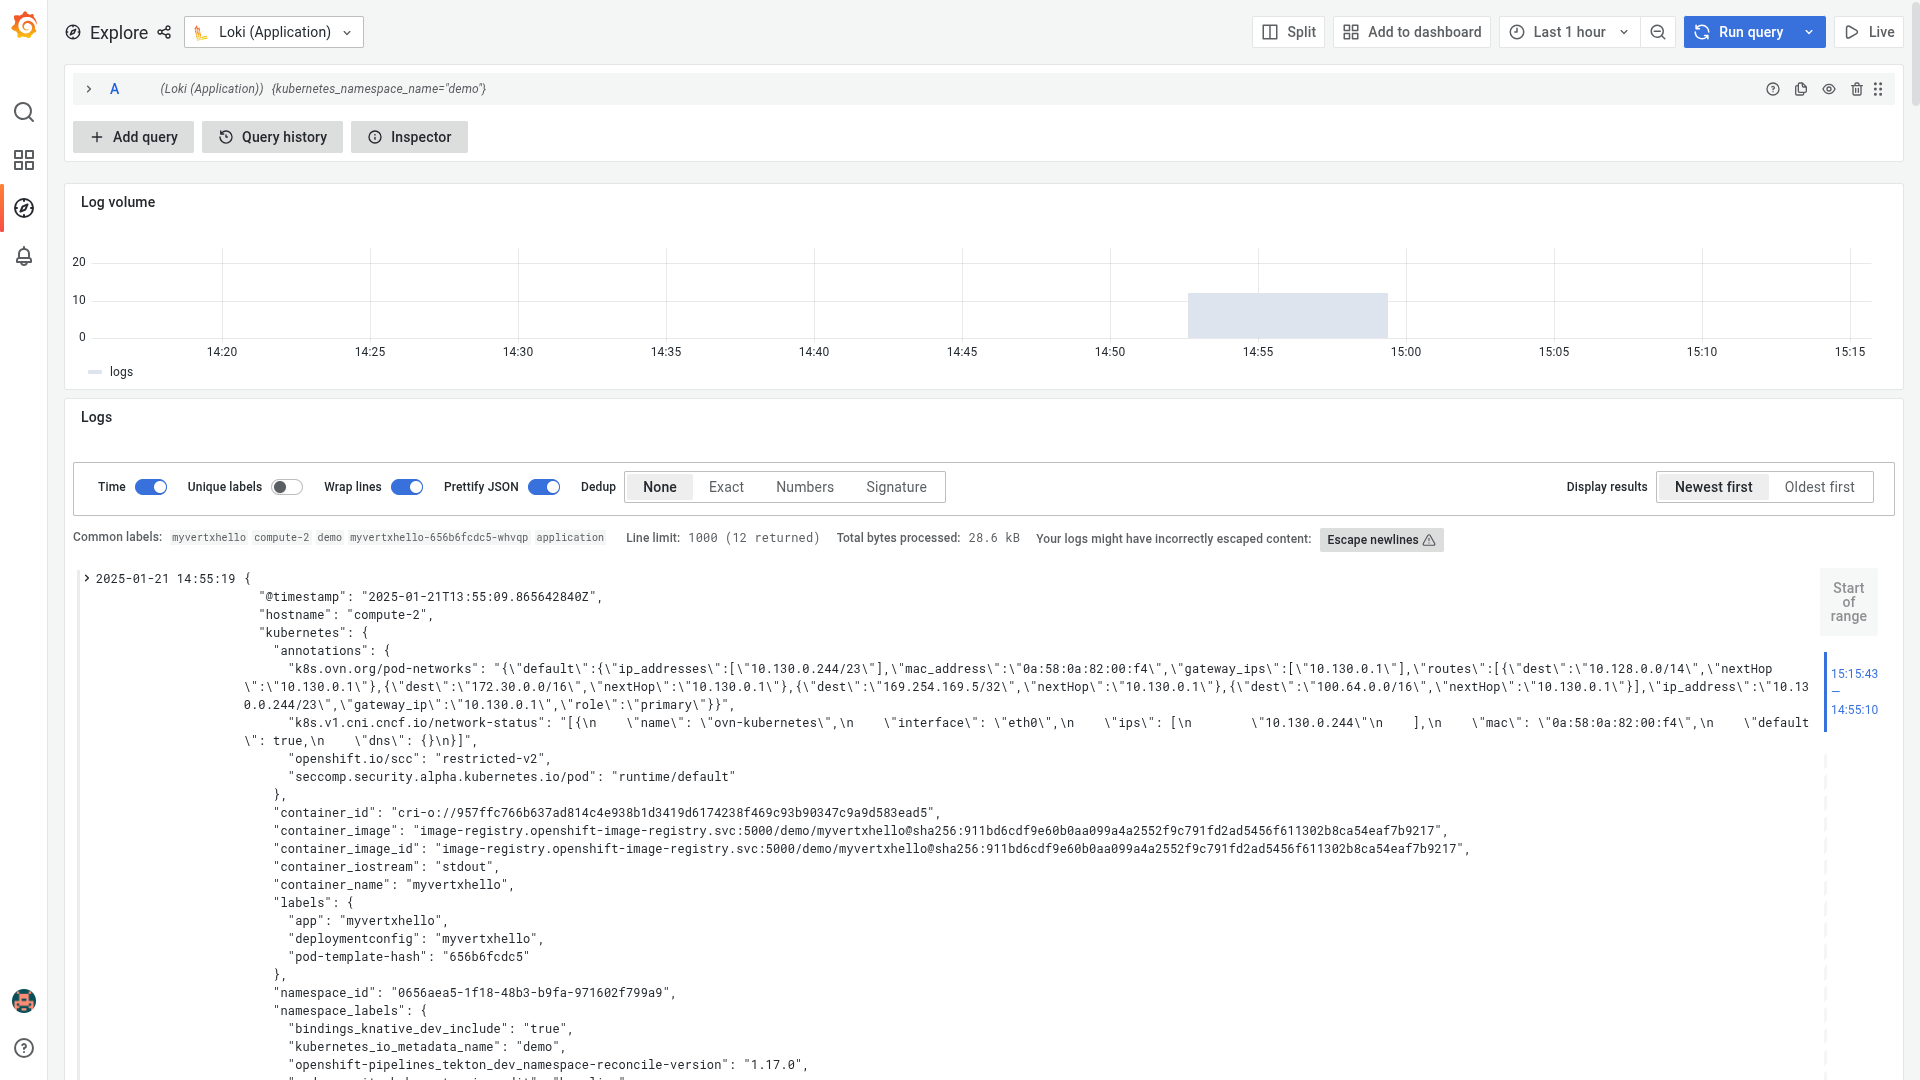 Explore
Loki (Application)
Split
Add to dashboard
Last 1 hour
Run query
Live
A (Loki (Application)) {kubernetes_namespace_name="demo"}
Add query
Query history
Inspector
Log volume
20
10
0
14:20 14:25 14:30 14:35 14:40 14:45 14:50 14:55 15:00 15:05 15:10 15:15
logs
Logs
Time Unique labels Wrap lines Prettify JSON Dedup None Exact Numbers Signature Display results Newest first Oldest first
Common labels: myvertxhello compute-2 demo myvertxhello-656b6fcdc5-whvqp application Line limit: 1000 (12 returned) Total bytes processed: 28.6 kB Your logs might have incorrectly escaped content: Escape newlines
2025-01-21 14:55:19 {
"@timestamp": "2025-01-21T13:55:09.865642840Z",
"hostname": "compute-2",
"kubernetes": {
"annotations": {
"k8s.ovn.org/pod-networks": "{\"default\":{\"ip_addresses\":[\"10.130.0.244/23\"],\"mac_address\":\"0a:58:0a:82:00:f4\",\"gateway_ips\":[\"10.130.0.1\"],\"routes\":[{\"dest\":\"10.128.0.0/14\",\"nextHop
\":\"10.130.0.1\"},{\"dest\":\"172.30.0.0/16\",\"nextHop\":\"10.130.0.1\"},{\"dest\":\"169.254.169.5/32\",\"nextHop\":\"10.130.0.1\"},{\"dest\":\"100.64.0.0/16\",\"nextHop\":\"10.130.0.1\"}],\"ip_address\":\"10.13
0.0.244/23\",\"gateway_ip\":\"10.130.0.1\",\"role\":\"primary\"}}",
"k8s.v1.cni.cncf.io/network-status": "[{\n    \"name\": \"ovn-kubernetes\",\n    \"interface\": \"eth0\",\n    \"ips\": [\n        \"10.130.0.244\"\n    ],\n    \"mac\": \"0a:58:0a:82:00:f4\",\n    \"default
\": true,\n    \"dns\": {}\n}]",
"openshift.io/scc": "restricted-v2",
"seccomp.security.alpha.kubernetes.io/pod": "runtime/default"
},
"container_id": "cri-o://957ffc766b637ad814c4e938b1d3419d6174238f469c93b90347c9a9d583ead5",
"container_image": "image-registry.openshift-image-registry.svc:5000/demo/myvertxhello@sha256:911bd6cdf9e60b0aa099a4a2552f9c791fd2ad5456f611302b8ca54eaf7b9217",
"container_image_id": "image-registry.openshift-image-registry.svc:5000/demo/myvertxhello@sha256:911bd6cdf9e60b0aa099a4a2552f9c791fd2ad5456f611302b8ca54eaf7b9217",
"container_iostream": "stdout",
"container_name": "myvertxhello",
"labels": {
"app": "myvertxhello",
"deploymentconfig": "myvertxhello",
"pod-template-hash": "656b6fcdc5"
},
"namespace_id": "0656aea5-1f18-48b3-b9fa-971602f799a9",
"namespace_labels": {
"bindings_knative_dev_include": "true",
"kubernetes_io_metadata_name": "demo",
"openshift-pipelines_tekton_dev_namespace-reconcile-version": "1.17.0",
Start
of
range
15:15:43
—
14:55:10